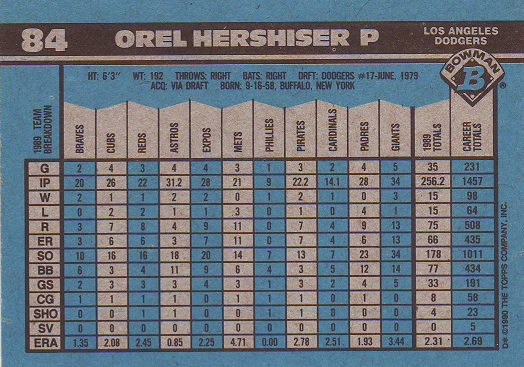 84 OREL HERSHISER P LOS ANGELES DODGERS
BOWMAN B ®
HT: 6'3" WT: 192 THROWS: RIGHT BATS: RIGHT DRFT: DODGERS #17-JUNE, 1979
ACQ: VIA DRAFT BORN: 9-16-58, BUFFALO, NEW YORK
1989 TEAM BREAKDOWN BRAVES CUBS REDS ASTROS EXPOS METS PHILLIES PIRATES CARDINALS PADRES GIANTS 1989 TOTALS CAREER TOTALS
G 2 4 3 4 4 3 1 3 2 4 5 35 231
IP 20 26 22 31.2 28 21 9 22.2 14.1 28 34 256.2 1457
W 2 1 1 2 2 0 1 1 0 4 1 15 98
L 0 2 2 1 1 3 0 1 0 1 4 15 64
R 3 7 8 4 9 11 0 7 4 9 13 75 508
ER 3 6 6 3 7 11 0 7 4 6 13 66 435
SO 10 16 16 18 20 14 7 13 7 23 34 178 1011
BB 6 3 4 11 9 6 4 3 5 12 14 77 434
GS 2 3 3 4 3 3 1 3 2 4 5 33 191
CG 1 1 1 1 0 1 1 0 0 1 1 8 58
SHO 0 1 0 1 0 0 1 0 0 1 0 4 23
SV 0 0 0 0 0 0 0 0 0 0 0 0 5
ERA 1.35 2.08 2.45 0.85 2.25 4.71 0.00 2.78 2.51 1.93 3.44 2.31 2.69
©1990 THE TOPPS COMPANY, INC.